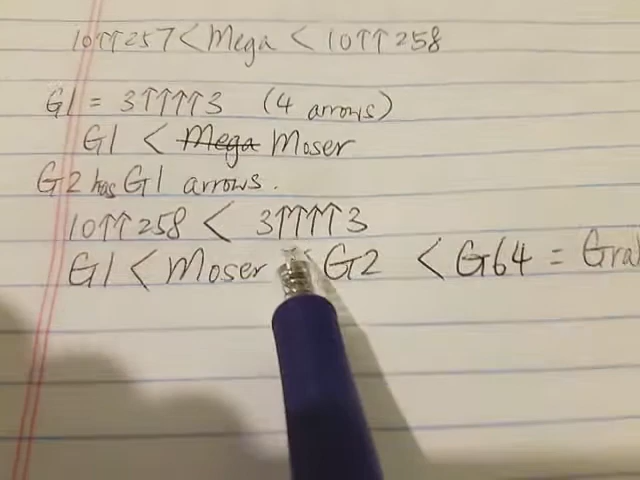 10↑↑257 < Mega < 10↑↑258
G1 = 3↑↑↑↑3 (4 arrows)
G1 < Mega Moser
G2 has G1 arrows.
10↑↑258 < 3↑↑↑↑3
G1 < Moser < G2 < G64 = Gra